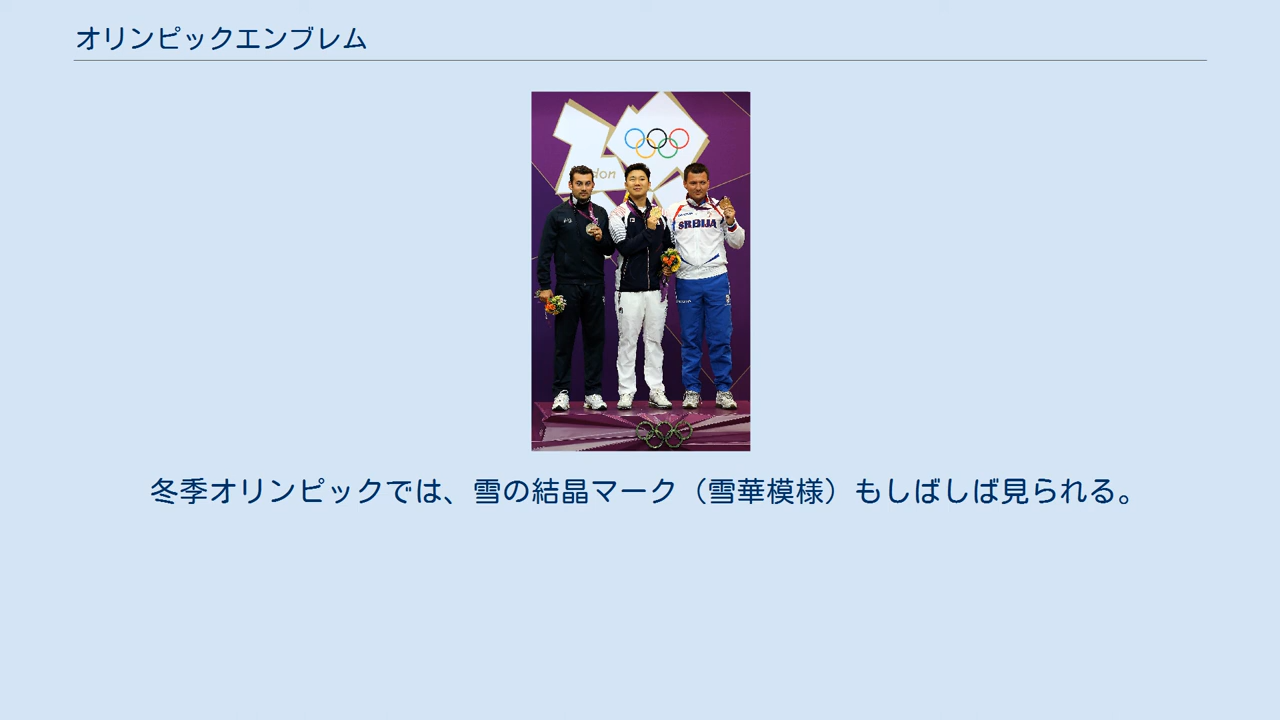 オリンピックエンブレム
don
SRBIJA
冬季オリンピックでは、雪の結晶マーク（雪華模様）もしばしば見られる。